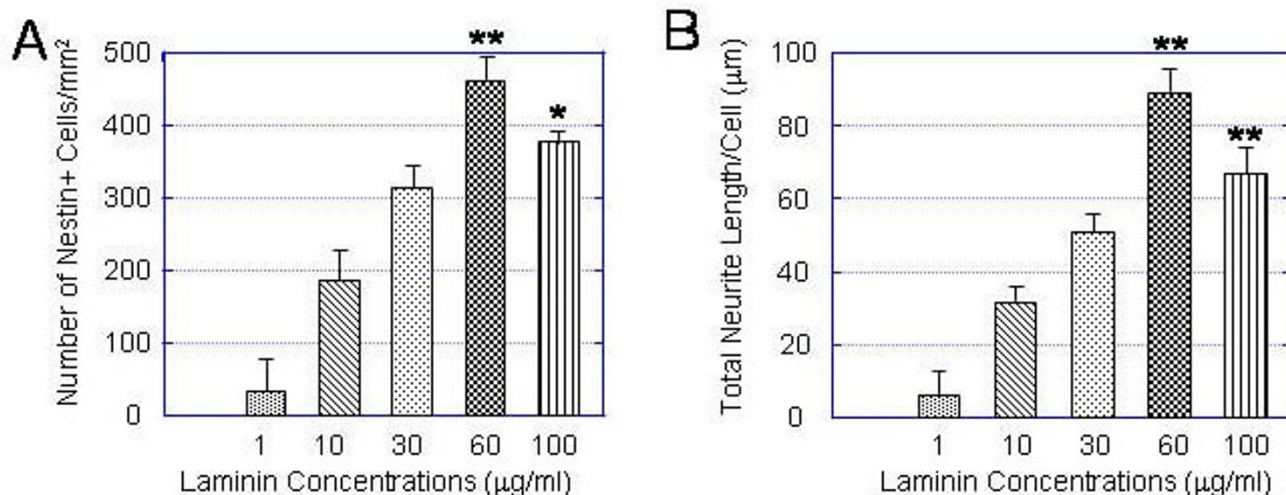 A
Number of Nestin+ Cells/mm²
500
400
300
200
100
0
**
*
1 10 30 60 100
Laminin Concentrations (µg/ml)
B
Total Neurite Length/Cell (µm)
100
80
60
40
20
0
**
**
1 10 30 60 100
Laminin Concentrations (µg/ml)